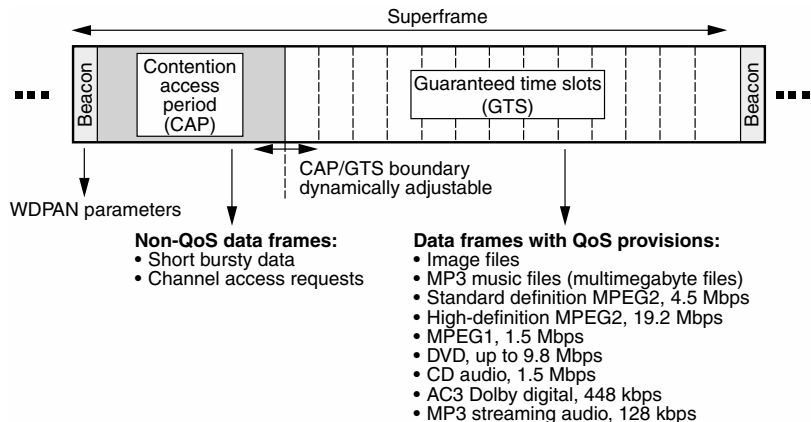 Superframe
Beacon
Contention
access
period
(CAP)
Guaranteed time slots
(GTS)
Beacon
CAP/GTS boundary
dynamically adjustable
WDPAN parameters
Non-QoS data frames:
• Short bursty data
• Channel access requests
Data frames with QoS provisions:
• Image files
• MP3 music files (multimegabyte files)
• Standard definition MPEG2, 4.5 Mbps
• High-definition MPEG2, 19.2 Mbps
• MPEG1, 1.5 Mbps
• DVD, up to 9.8 Mbps
• CD audio, 1.5 Mbps
• AC3 Dolby digital, 448 kbps
• MP3 streaming audio, 128 kbps